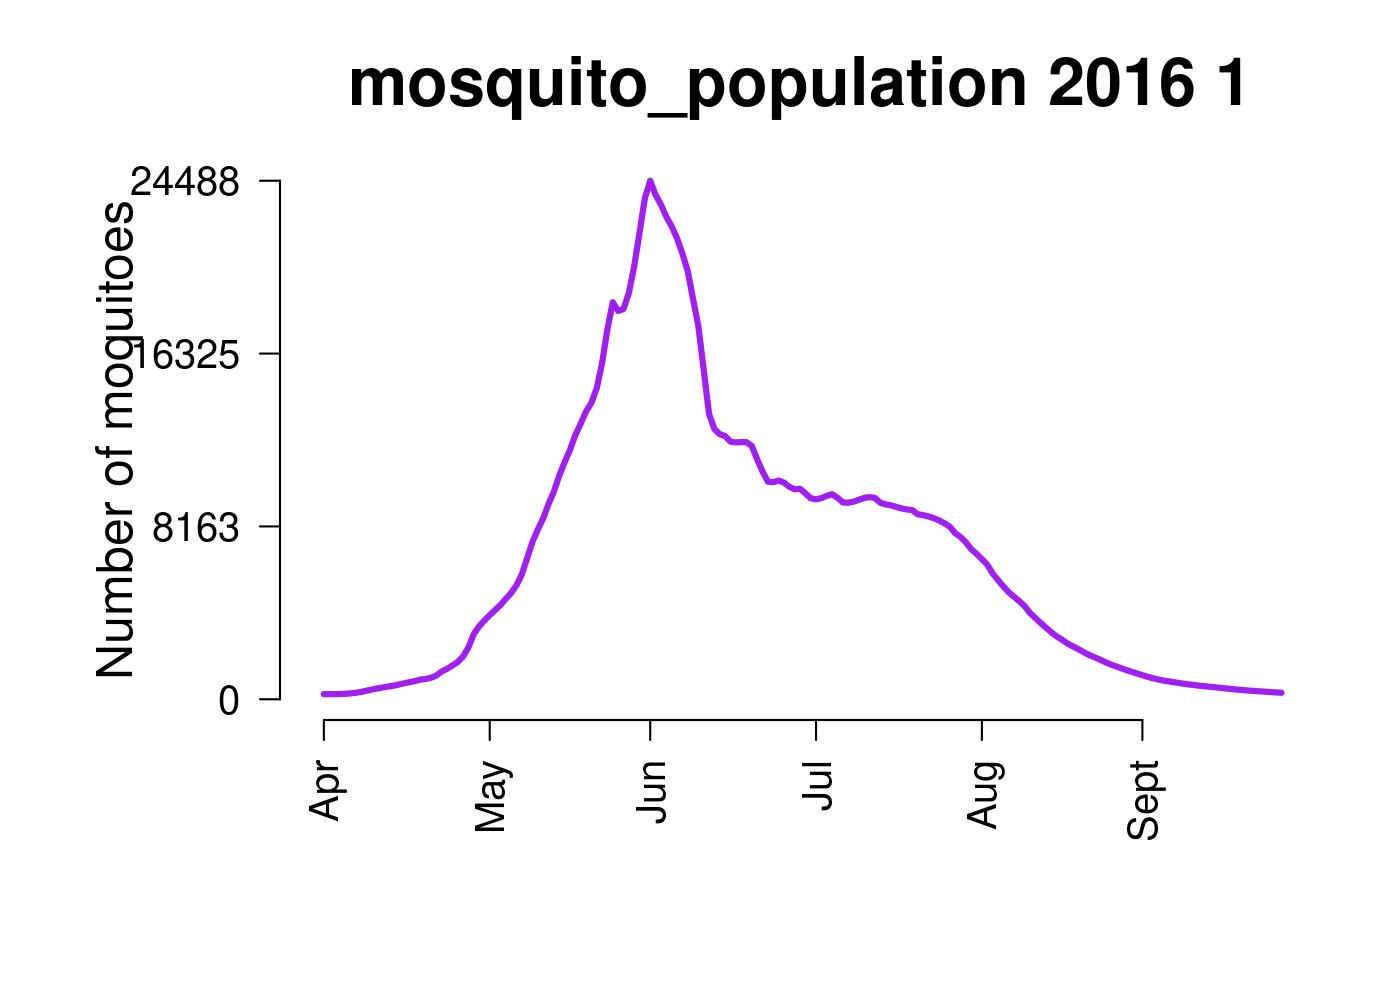 mosquito_population 2016 1
Number of moquitoes
24488
16325
8163
0
Apr
May
Jun
Jul
Aug
Sept